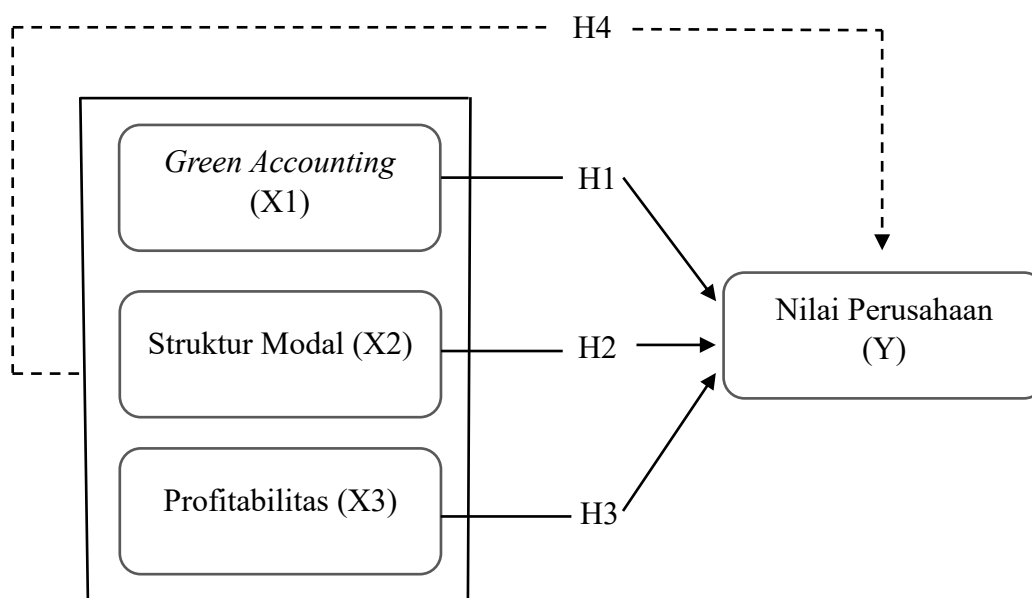 H4
Green Accounting
(X1)
H1
Struktur Modal (X2)
H2
Nilai Perusahaan
(Y)
Profitabilitas (X3)
H3